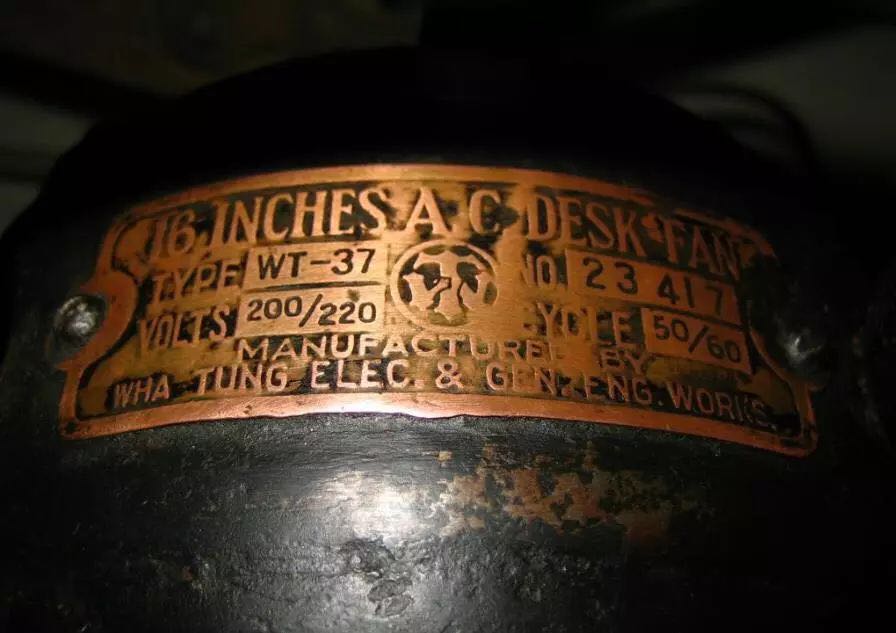 16 INCHES A.C. DESK FAN
TYPE WT-37 NO. 23417
VOLTS 200/220 CYCLE 50/60
MANUFACTURED BY
WHA TUNG ELEC. & GEN. ENG. WORKS.